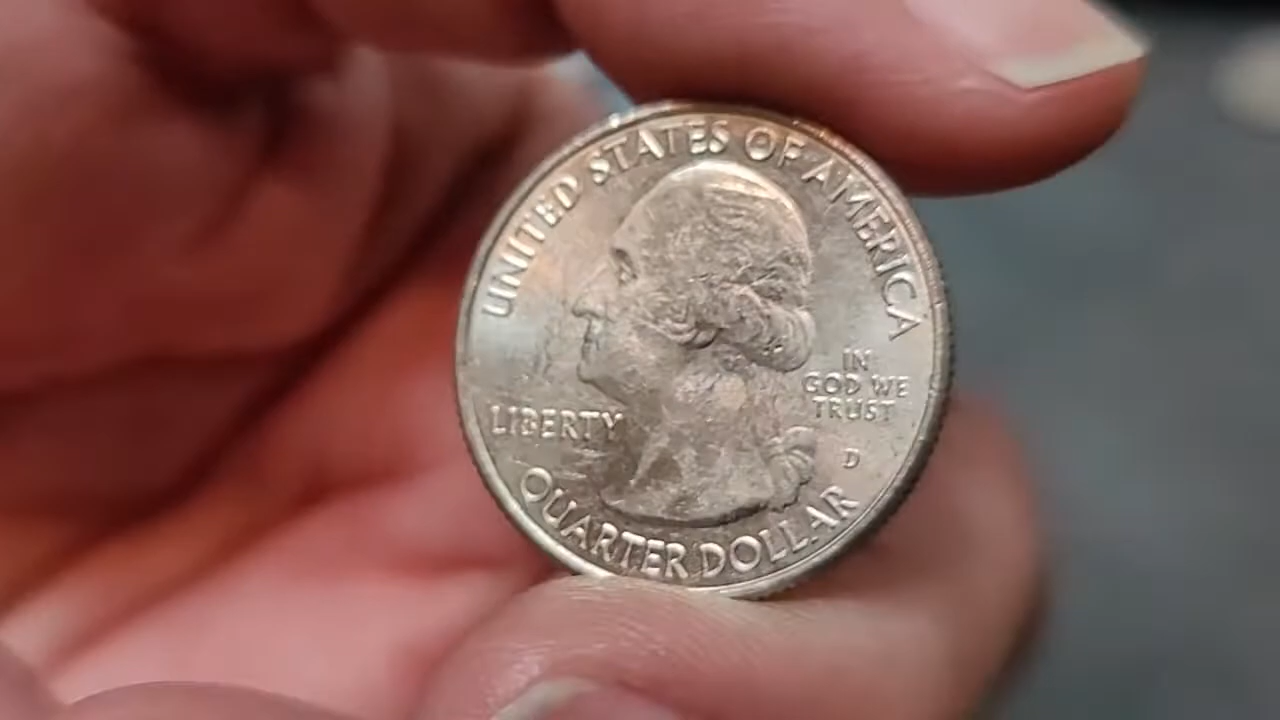 UNITED STATES OF AMERICA
LIBERTY
IN
GOD WE
TRUST
D
QUARTER DOLLAR